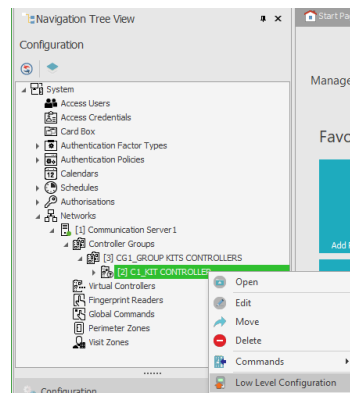 Navigation Tree View
Start Pa
Configuration
Manage
System
Access Users
Access Credentials
Card Box
Authentication Factor Types
Favo
Authentication Policies
12 Calendars
Schedules
Authorisations
Networks
[1] Communication Server1
Controller Groups
Add
[3] CG1_GROUP KITS CONTROLLERS
[2] C1_KIT CONTROLLER
Virtual Controllers
Open
Fingerprint Readers
Edit
Global Commands
Move
Perimeter Zones
Delete
Visit Zones
Commands
Low Level Configuration
Configuration